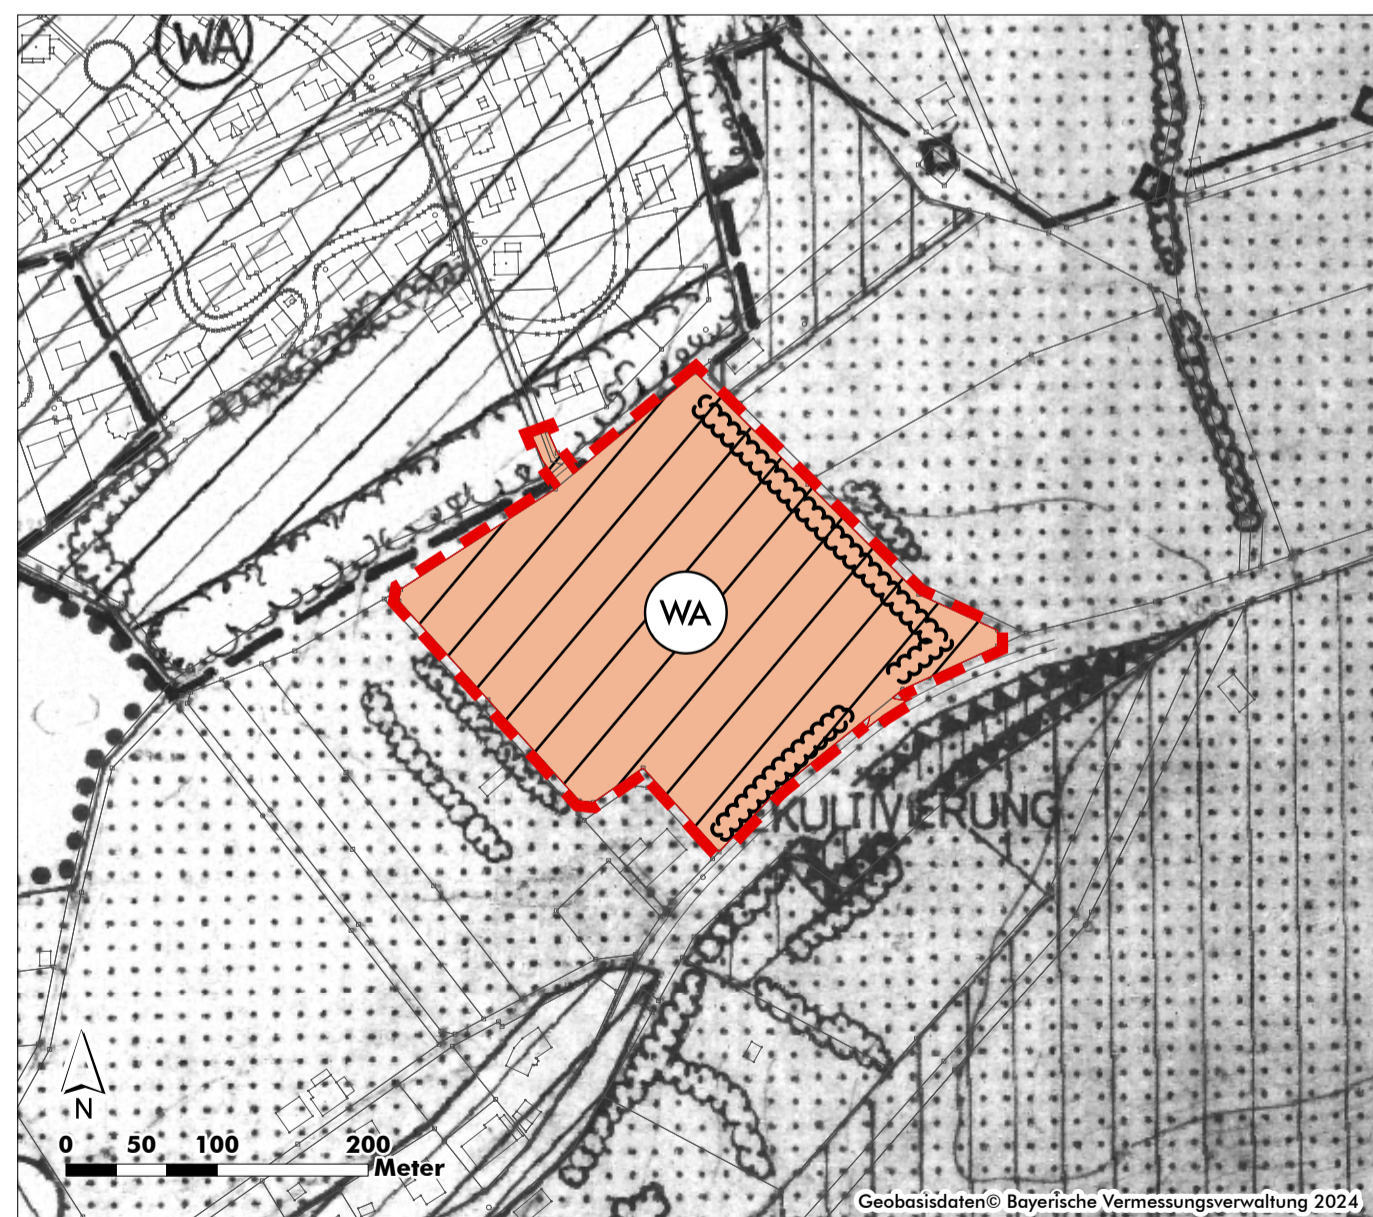 WA
WA
KULTIVIERUNG
N
0 50 100 200
Meter
Geobasisdaten© Bayerische Vermessungsverwaltung 2024